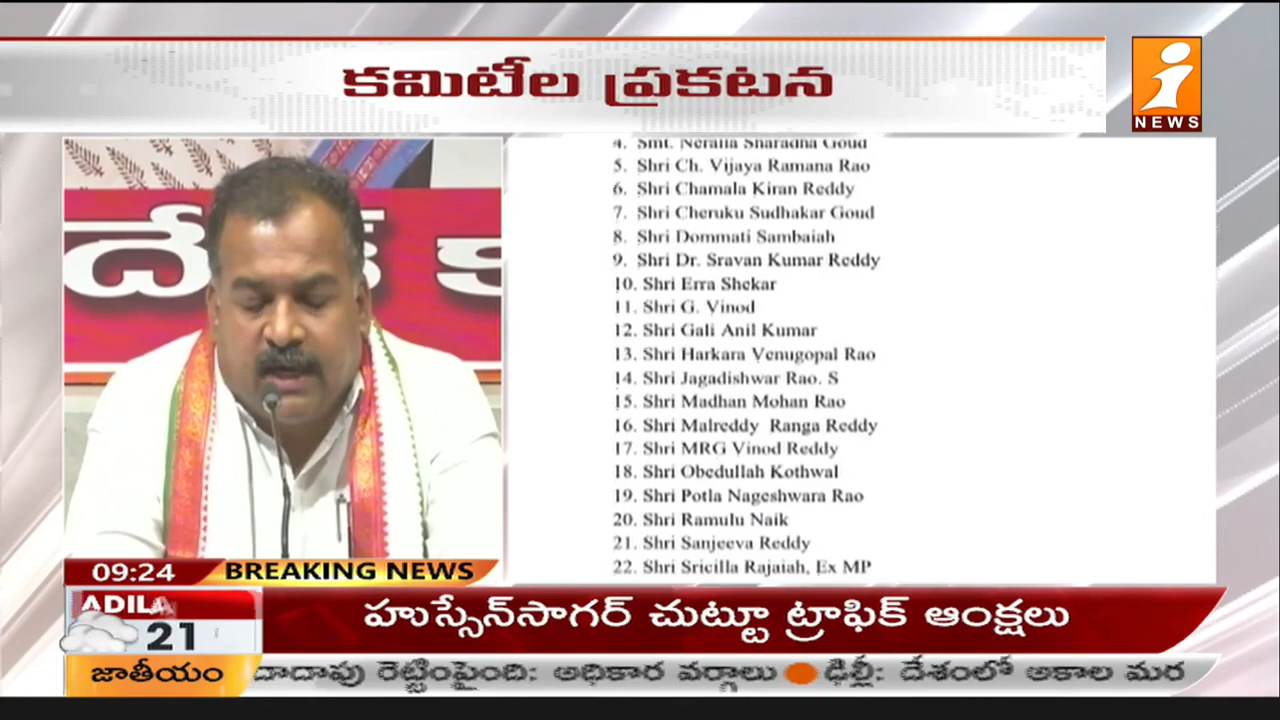 కమిటీల ప్రకటన
i
NEWS
దే
4. Smt. Neralla Sharadha Goud
5. Shri Ch. Vijaya Ramana Rao
6. Shri Chamala Kiran Reddy
7. Shri Cheruku Sudhakar Goud
8. Shri Dommati Sambaiah
9. Shri Dr. Sravan Kumar Reddy
10. Shri Erra Shekar
11. Shri G. Vinod
12. Shri Gali Anil Kumar
13. Shri Harkara Venugopal Rao
14. Shri Jagadishwar Rao. S
15. Shri Madhan Mohan Rao
16. Shri Malreddy Ranga Reddy
17. Shri MRG Vinod Reddy
18. Shri Obedullah Kothwal
19. Shri Potla Nageshwara Rao
20. Shri Ramulu Naik
21. Shri Sanjeeva Reddy
22. Shri Sricilla Rajaiah, Ex MP
09:24 BREAKING NEWS
ADILA
21
హుస్సేన్‌సాగర్ చుట్టూ ట్రాఫిక్ ఆంక్షలు
జాతీయం దాదాపు రెట్టింపైంది: అధికార వర్గాలు ఢిల్లీ: దేశంలో అకాల మర